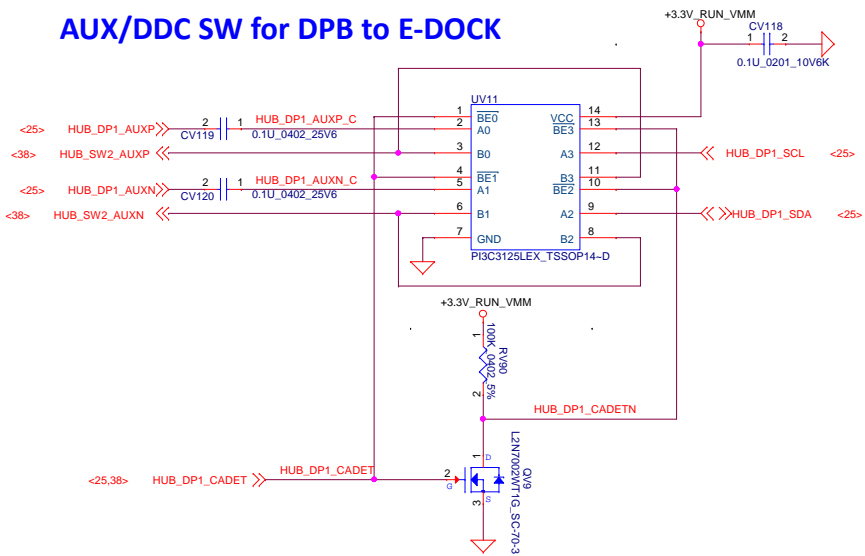 AUX/DDC SW for DPB to E-DOCK
+3.3V_RUN_VMM
CV118
1 2
0.1U_0201_10V6K
UV11
1 BE0 VCC 14
<25> HUB_DP1_AUXP 2 1 HUB_DP1_AUXP_C 2 A0 BE3 13
CV119 0.1U_0402_25V6
<38> HUB_SW2_AUXP 3 B0 A3 12 HUB_DP1_SCL <25>
4 BE1 B3 11
<25> HUB_DP1_AUXN 2 1 HUB_DP1_AUXN_C 5 A1 BE2 10
CV120 0.1U_0402_25V6
<38> HUB_SW2_AUXN 6 B1 A2 9 HUB_DP1_SDA <25>
7 GND B2 8
PI3C3125LEX_TSSOP14~D
+3.3V_RUN_VMM
1
RV90
100K_0402_5%
2
HUB_DP1_CADETN
1 D
<25,38> HUB_DP1_CADET HUB_DP1_CADET 2 G
QV9
L2N7002WT1G_SC-70-3
3 S